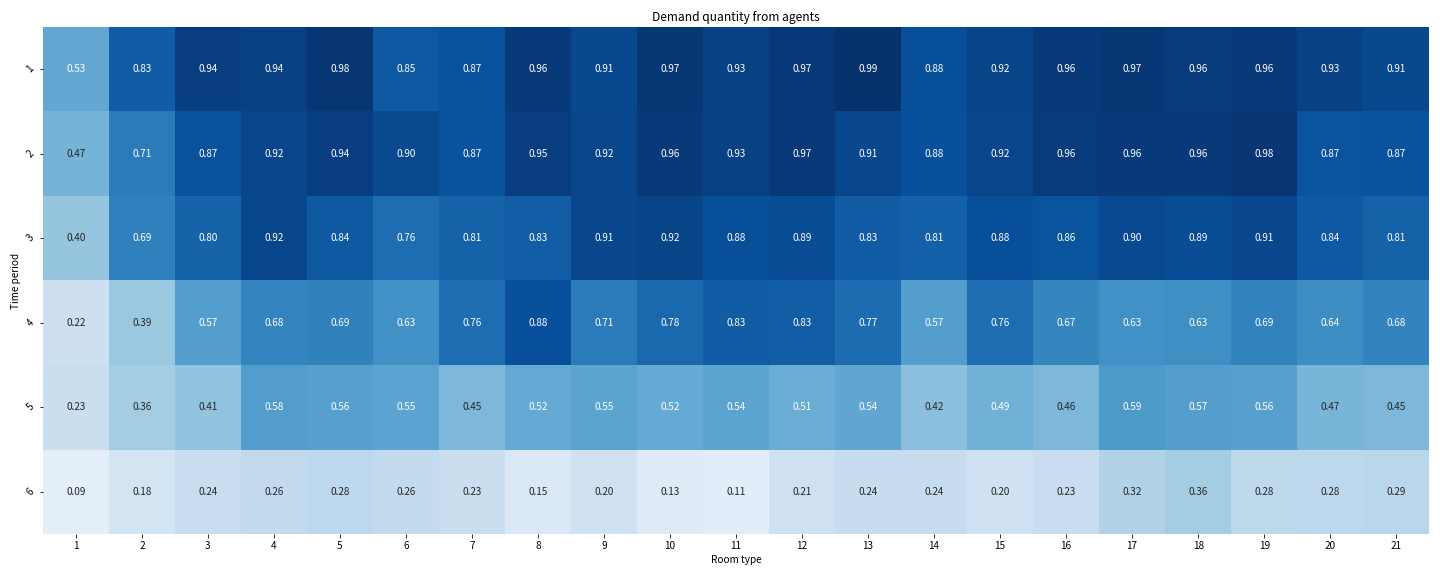 Demand quantity from agents
1 0.53 0.83 0.94 0.94 0.98 0.85 0.87 0.96 0.91 0.97 0.93 0.97 0.99 0.88 0.92 0.96 0.97 0.96 0.96 0.93 0.91
2 0.47 0.71 0.87 0.92 0.94 0.90 0.87 0.95 0.92 0.96 0.93 0.97 0.91 0.88 0.92 0.96 0.96 0.96 0.98 0.87 0.87
3 0.40 0.69 0.80 0.92 0.84 0.76 0.81 0.83 0.91 0.92 0.88 0.89 0.83 0.81 0.88 0.86 0.90 0.89 0.91 0.84 0.81
Time period
4 0.22 0.39 0.57 0.68 0.69 0.63 0.76 0.88 0.71 0.78 0.83 0.83 0.77 0.57 0.76 0.67 0.63 0.63 0.69 0.64 0.68
5 0.23 0.36 0.41 0.58 0.56 0.55 0.45 0.52 0.55 0.52 0.54 0.51 0.54 0.42 0.49 0.46 0.59 0.57 0.56 0.47 0.45
6 0.09 0.18 0.24 0.26 0.28 0.26 0.23 0.15 0.20 0.13 0.11 0.21 0.24 0.24 0.20 0.23 0.32 0.36 0.28 0.28 0.29
1 2 3 4 5 6 7 8 9 10 11 12 13 14 15 16 17 18 19 20 21
Room type